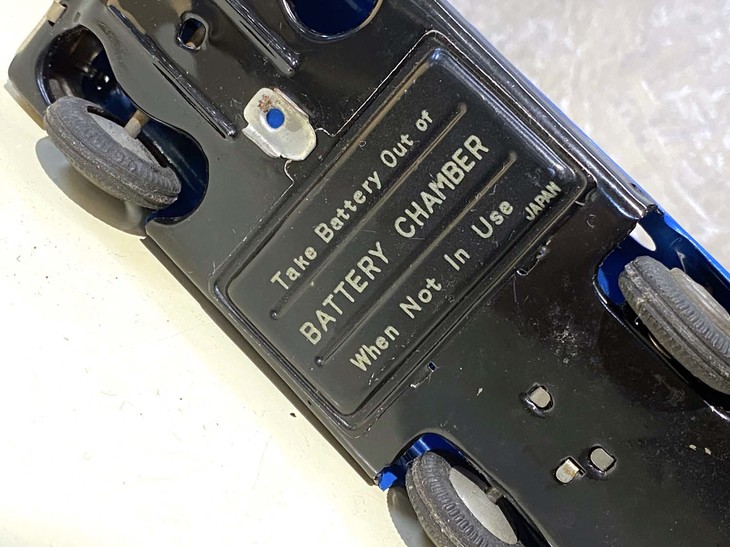 Take Battery Out of
BATTERY CHAMBER
When Not In Use
JAPAN